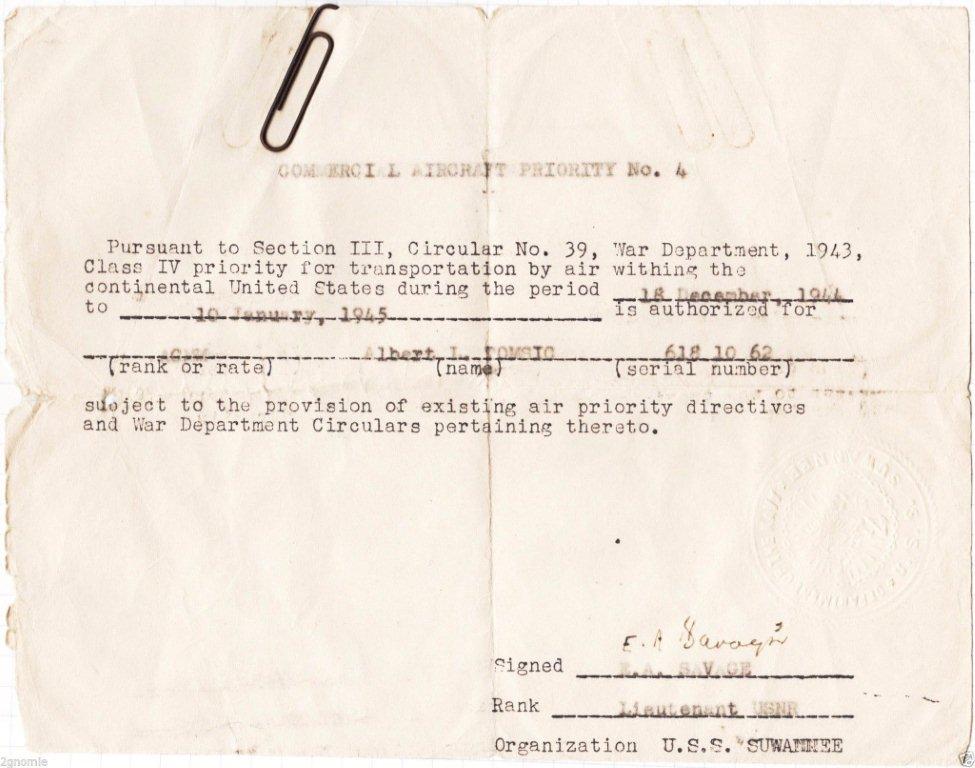 COMMERCIAL AIRCRAFT PRIORITY No. 4
Pursuant to Section III, Circular No. 39, War Department, 1943,
Class IV priority for transportation by air withing the
continental United States during the period 18 December, 1944
to 10 January, 1945 is authorized for
ACMM Albert L. TOMSIC 618 10 62
(rank or rate) (name) (serial number)
subject to the provision of existing air priority directives
and War Department Circulars pertaining thereto.
E. A. Savage
Signed E.A. SAVAGE
Rank Lieutenant USNR
Organization U.S.S. SUWANNEE
2gnomie